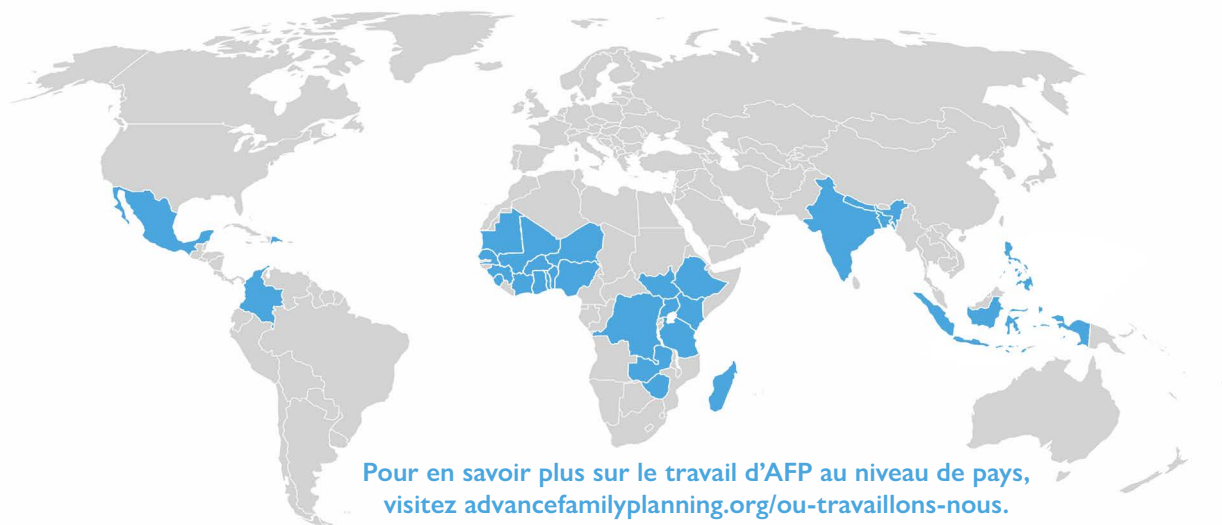 Pour en savoir plus sur le travail d’AFP au niveau de pays,
visitez advancefamilyplanning.org/ou-travaillons-nous.